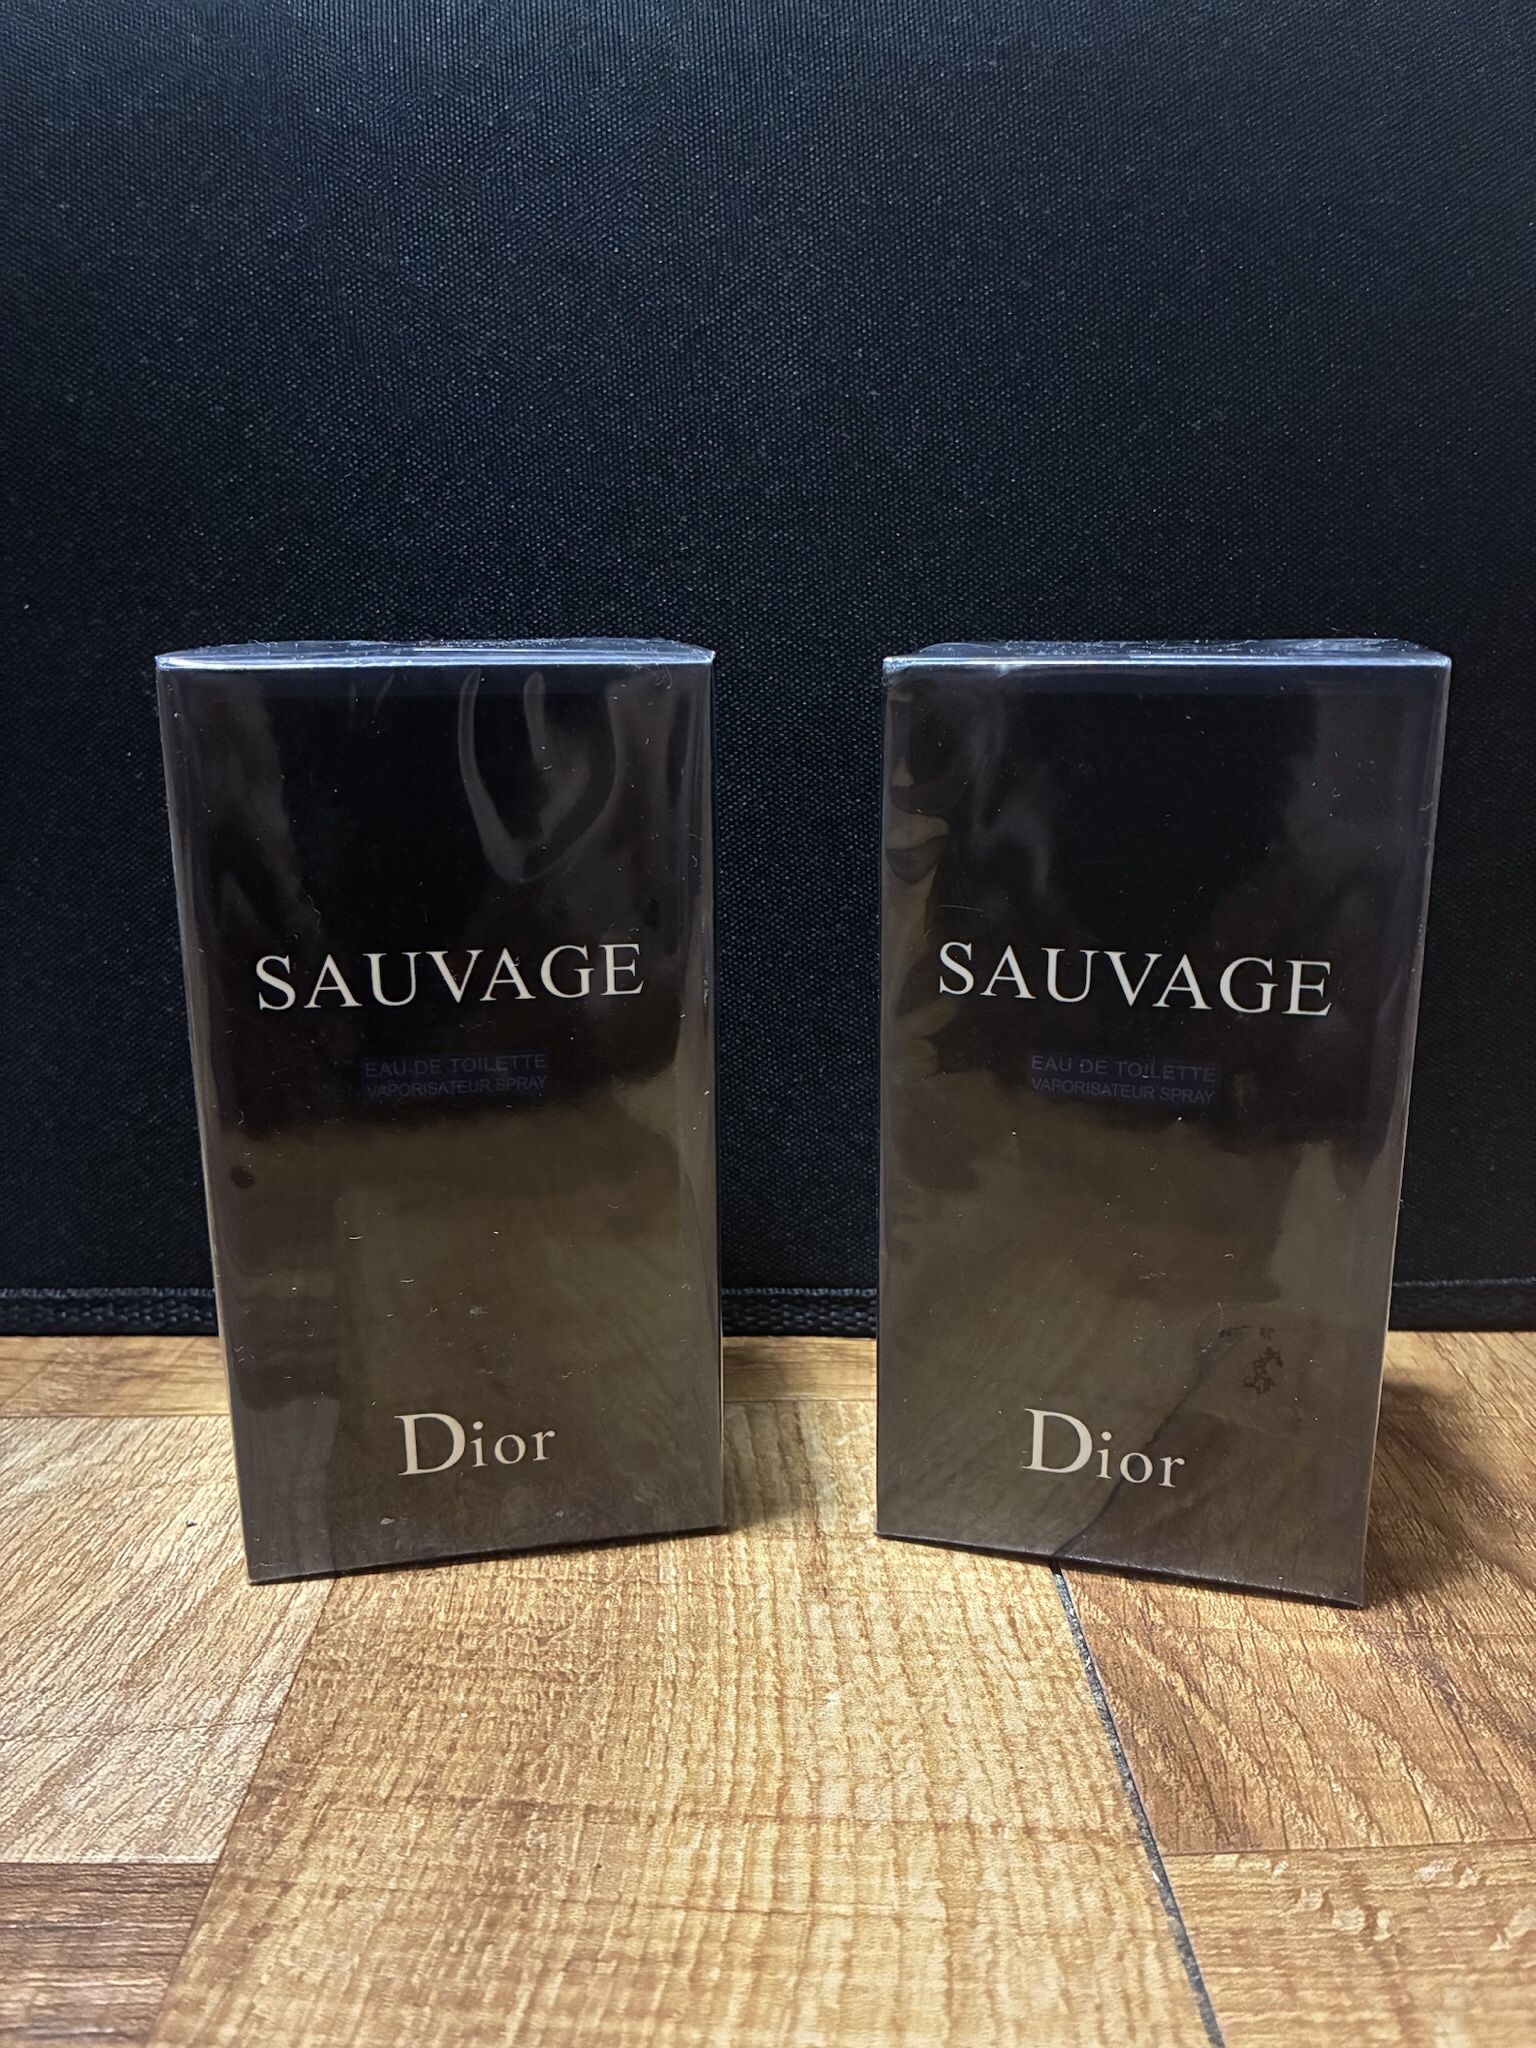 SAUVAGE
EAU DE TOILETTE
VAPORISATEUR SPRAY
Dior
SAUVAGE
EAU DE TOILETTE
VAPORISATEUR SPRAY
Dior